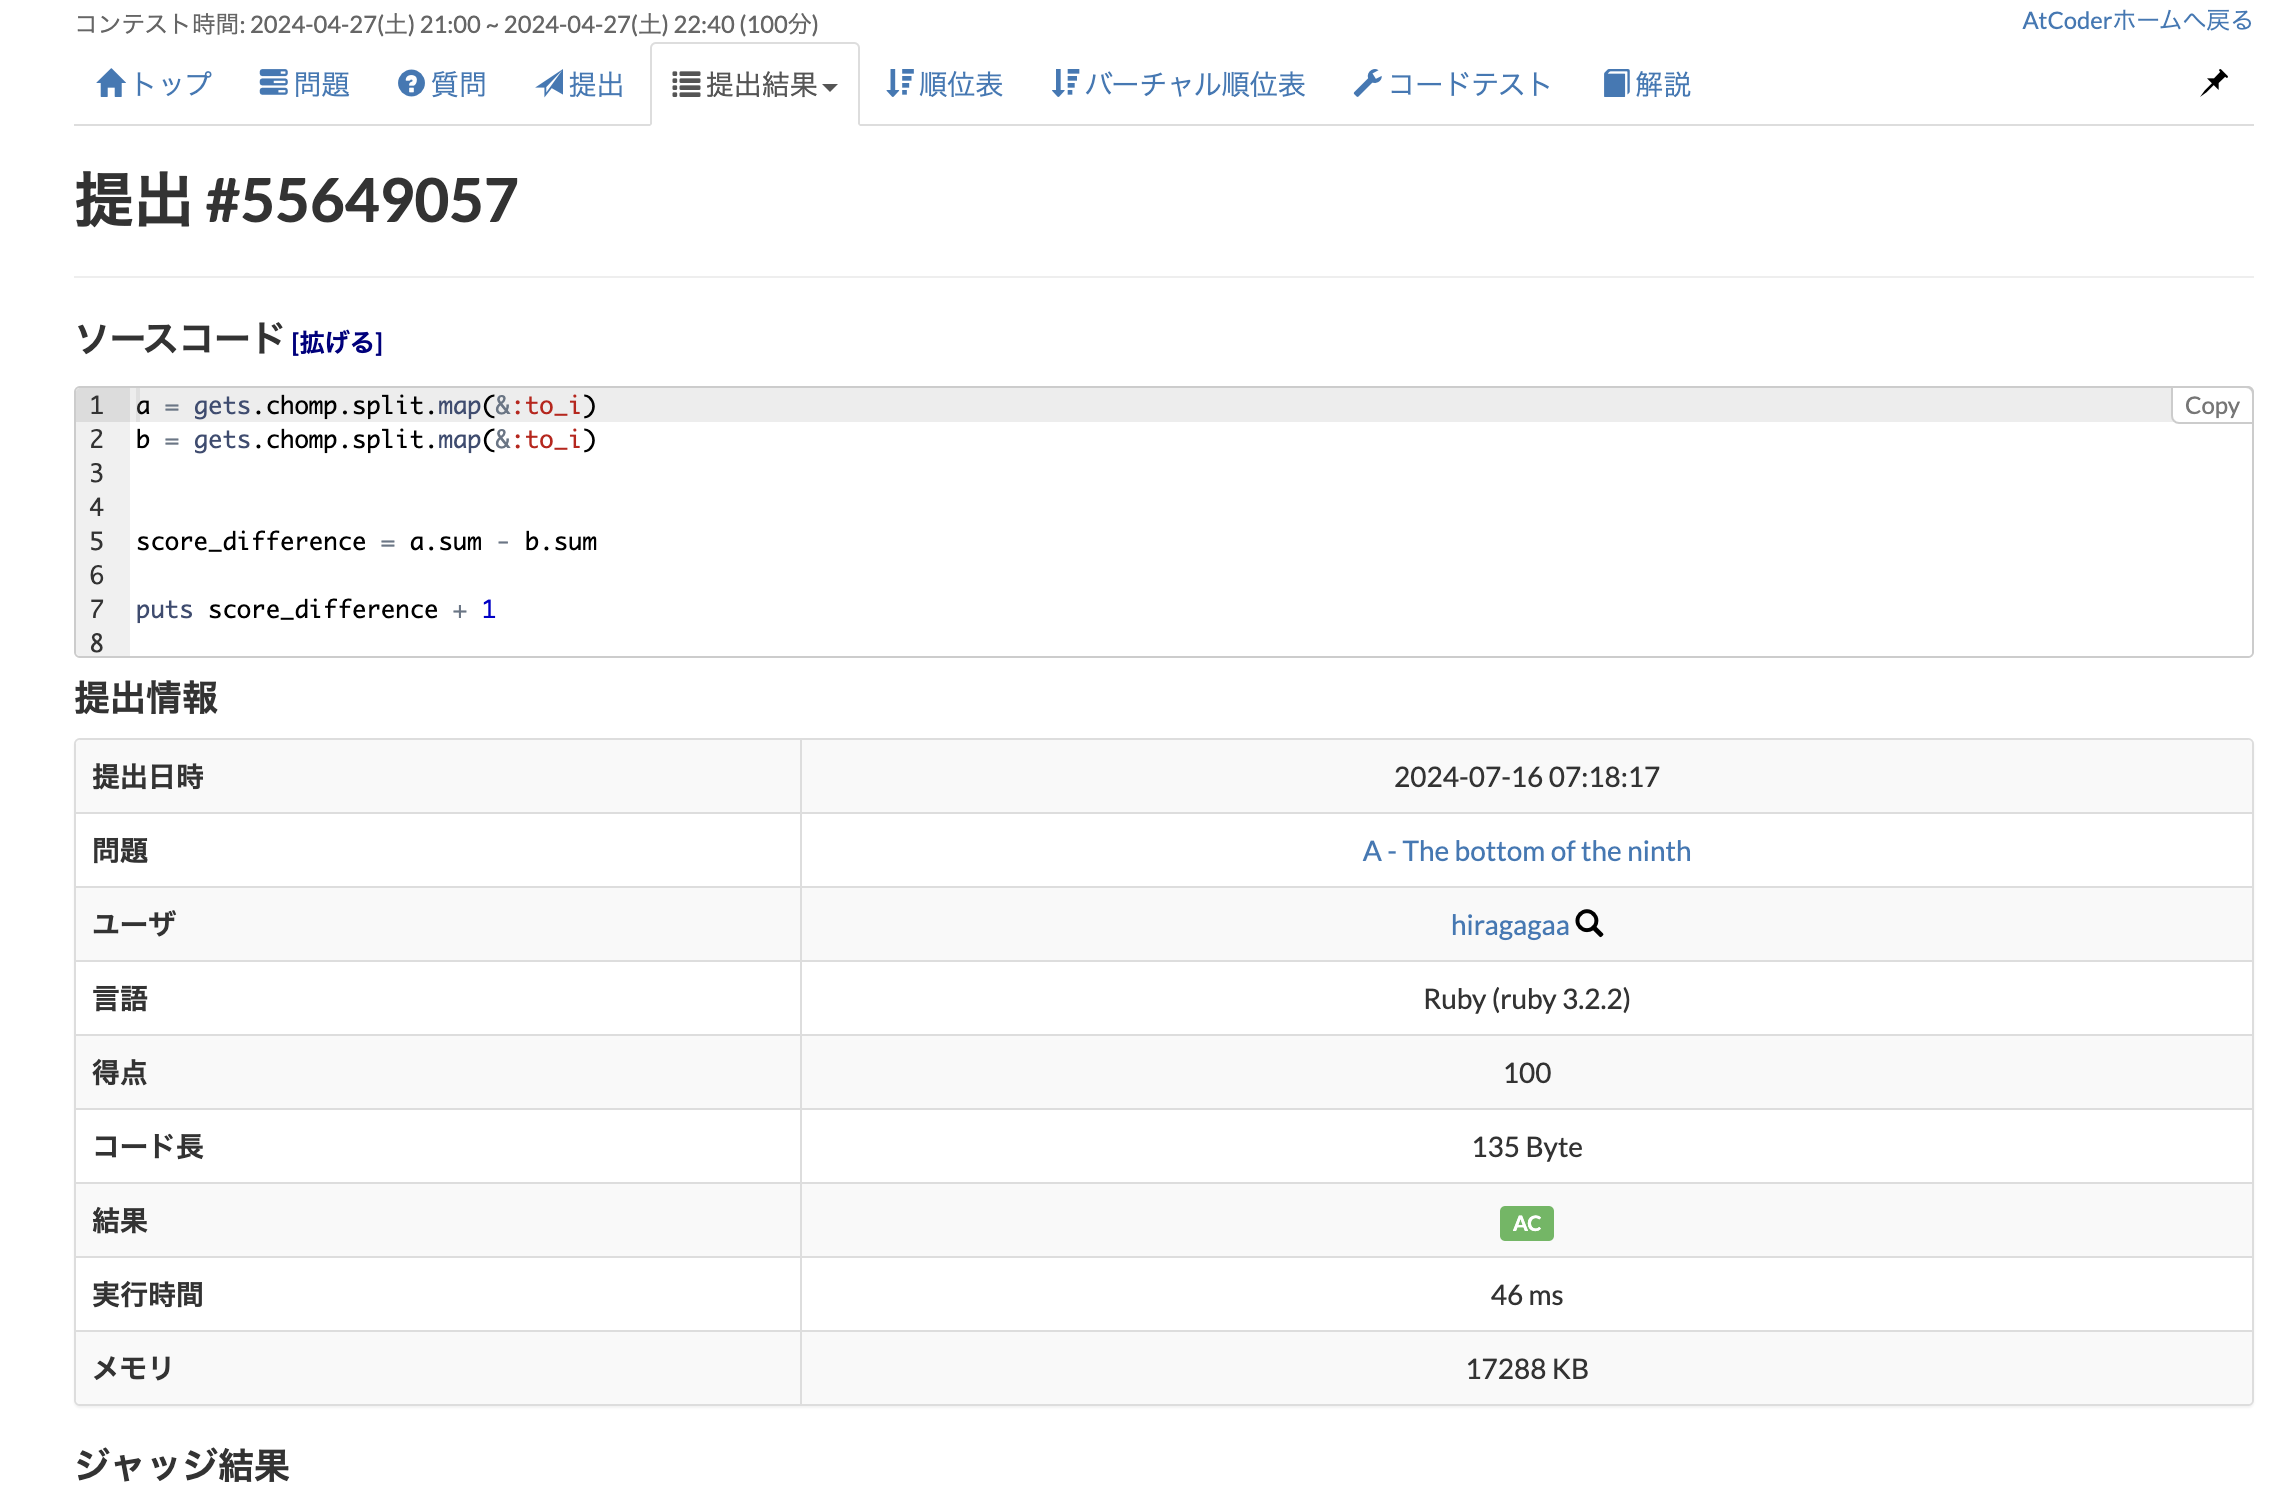 コンテスト時間: 2024-04-27(土) 21:00 ~ 2024-04-27(土) 22:40 (100分)
AtCoderホームへ戻る
トップ 問題 質問 提出 提出結果 順位表 バーチャル順位表 コードテスト 解説
提出 #55649057
ソースコード [拡げる]
Copy
1 a = gets.chomp.split.map(&:to_i)
2 b = gets.chomp.split.map(&:to_i)
3
4
5 score_difference = a.sum - b.sum
6
7 puts score_difference + 1
8
提出情報
提出日時 2024-07-16 07:18:17
問題 A - The bottom of the ninth
ユーザ hiragagaa
言語 Ruby (ruby 3.2.2)
得点 100
コード長 135 Byte
結果 AC
実行時間 46 ms
メモリ 17288 KB
ジャッジ結果